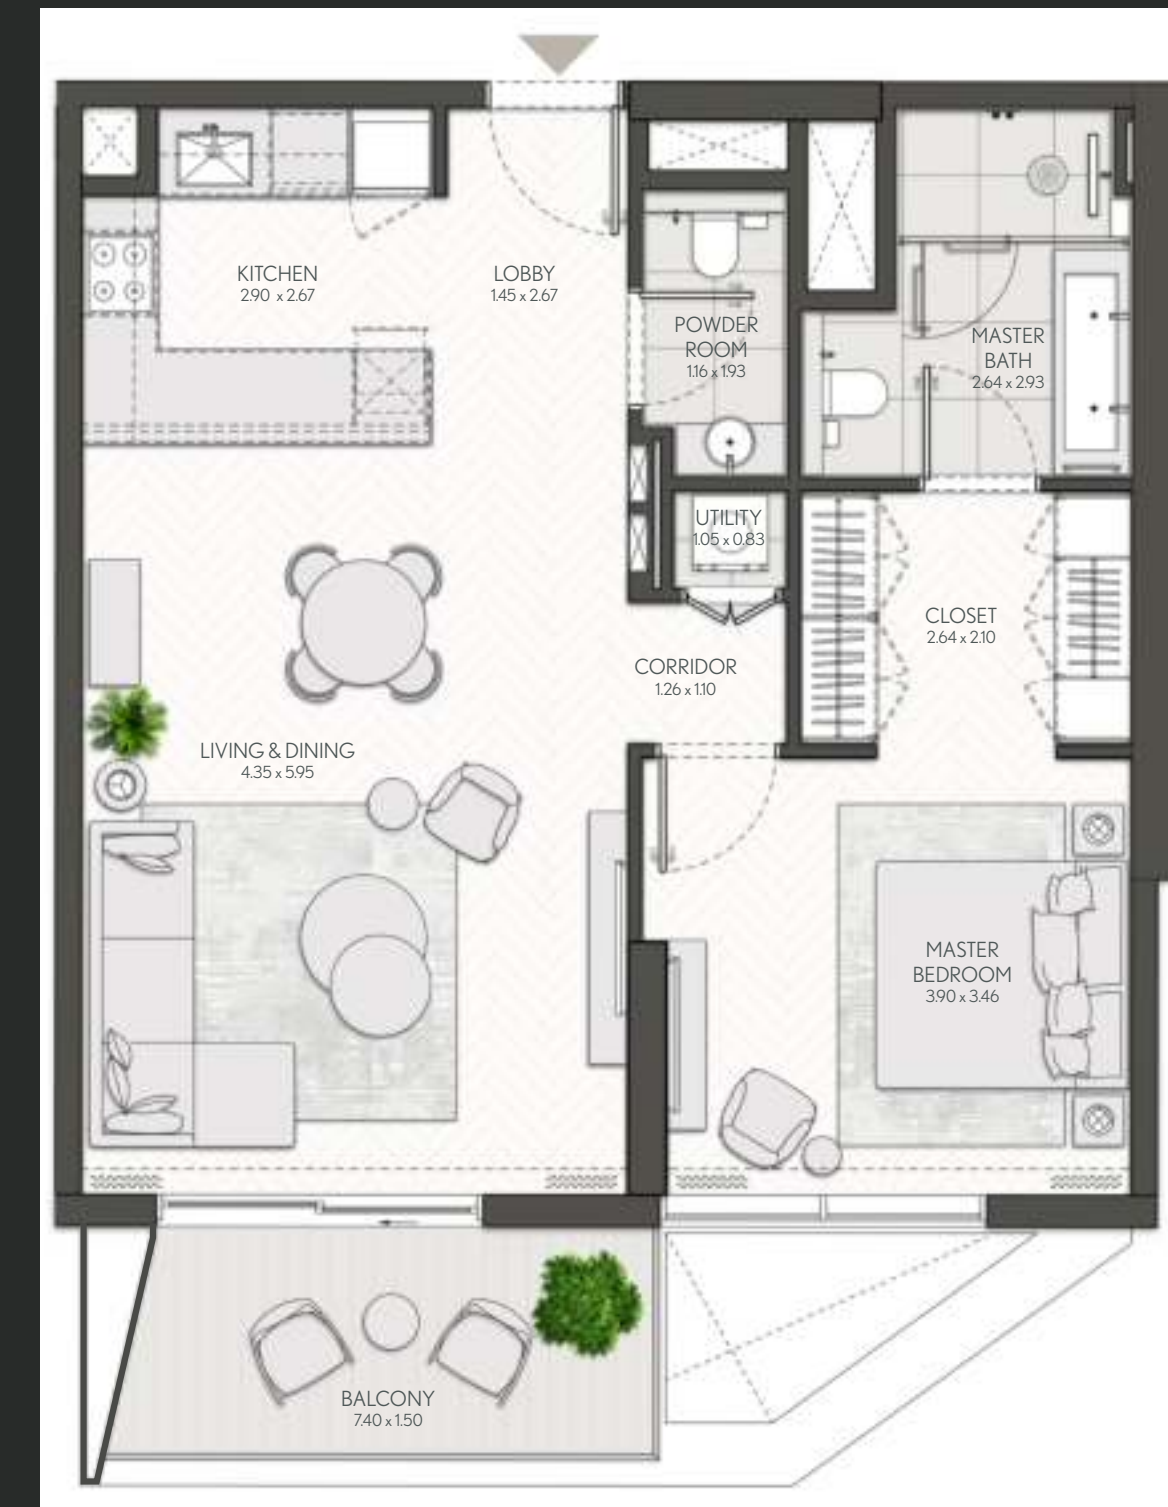 KITCHEN
2.90 x 2.67
LOBBY
1.45 x 2.67
POWDER
ROOM
1.16 x 1.93
MASTER
BATH
2.64 x 2.93
UTILITY
1.05 x 0.83
CLOSET
2.64 x 2.10
CORRIDOR
1.26 x 1.10
LIVING & DINING
4.35 x 5.95
MASTER
BEDROOM
3.90 x 3.46
BALCONY
7.40 x 1.50